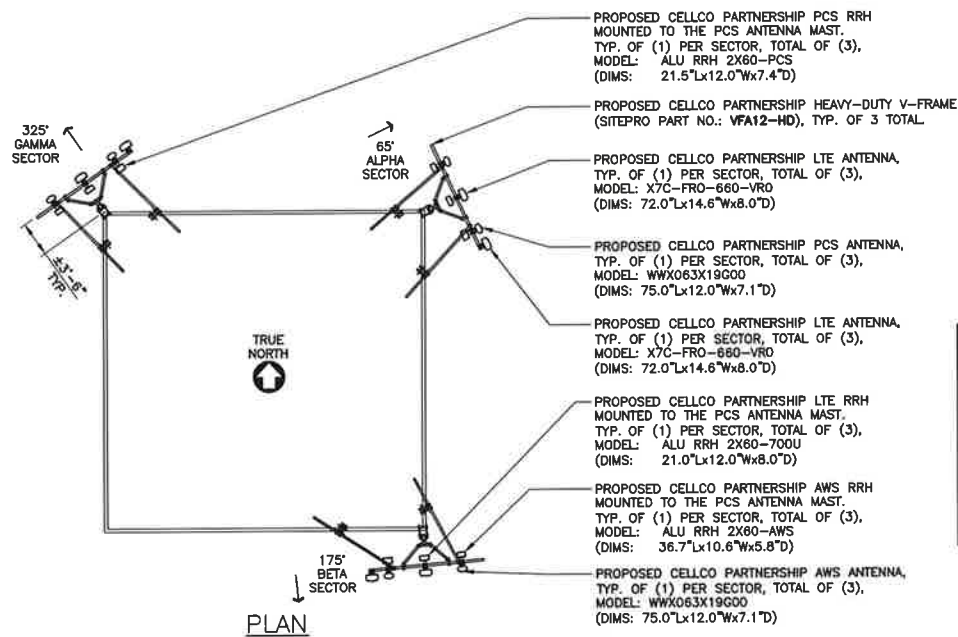 PROPOSED CELLCO PARTNERSHIP PCS RRH
MOUNTED TO THE PCS ANTENNA MAST.
TYP. OF (1) PER SECTOR, TOTAL OF (3),
MODEL: ALU RRH 2X60-PCS
(DIMS: 21.5"Lx12.0"Wx7.4"D)
PROPOSED CELLCO PARTNERSHIP HEAVY-DUTY V-FRAME
(SITEPRO PART NO.: VFA12-HD), TYP. OF 3 TOTAL
325°
GAMMA
SECTOR
65°
ALPHA
SECTOR
PROPOSED CELLCO PARTNERSHIP LTE ANTENNA,
TYP. OF (1) PER SECTOR, TOTAL OF (3),
MODEL: X7C-FRO-660-VR0
(DIMS: 72.0"Lx14.6"Wx8.0"D)
±3'-6"
TYP.
PROPOSED CELLCO PARTNERSHIP PCS ANTENNA,
TYP. OF (1) PER SECTOR, TOTAL OF (3),
MODEL: WWX063X19G00
(DIMS: 75.0"Lx12.0"Wx7.1"D)
TRUE
NORTH
PROPOSED CELLCO PARTNERSHIP LTE ANTENNA,
TYP. OF (1) PER SECTOR, TOTAL OF (3),
MODEL: X7C-FRO-660-VR0
(DIMS: 72.0"Lx14.6"Wx8.0"D)
PROPOSED CELLCO PARTNERSHIP LTE RRH
MOUNTED TO THE PCS ANTENNA MAST.
TYP. OF (1) PER SECTOR, TOTAL OF (3),
MODEL: ALU RRH 2X60-700U
(DIMS: 21.0"Lx12.0"Wx8.0"D)
PROPOSED CELLCO PARTNERSHIP AWS RRH
MOUNTED TO THE PCS ANTENNA MAST.
TYP. OF (1) PER SECTOR, TOTAL OF (3),
MODEL: ALU RRH 2X60-AWS
(DIMS: 36.7"Lx10.6"Wx5.8"D)
175°
BETA
SECTOR
PROPOSED CELLCO PARTNERSHIP AWS ANTENNA,
TYP. OF (1) PER SECTOR, TOTAL OF (3),
MODEL: WWX063X19G00
(DIMS: 75.0"Lx12.0"Wx7.1"D)
PLAN